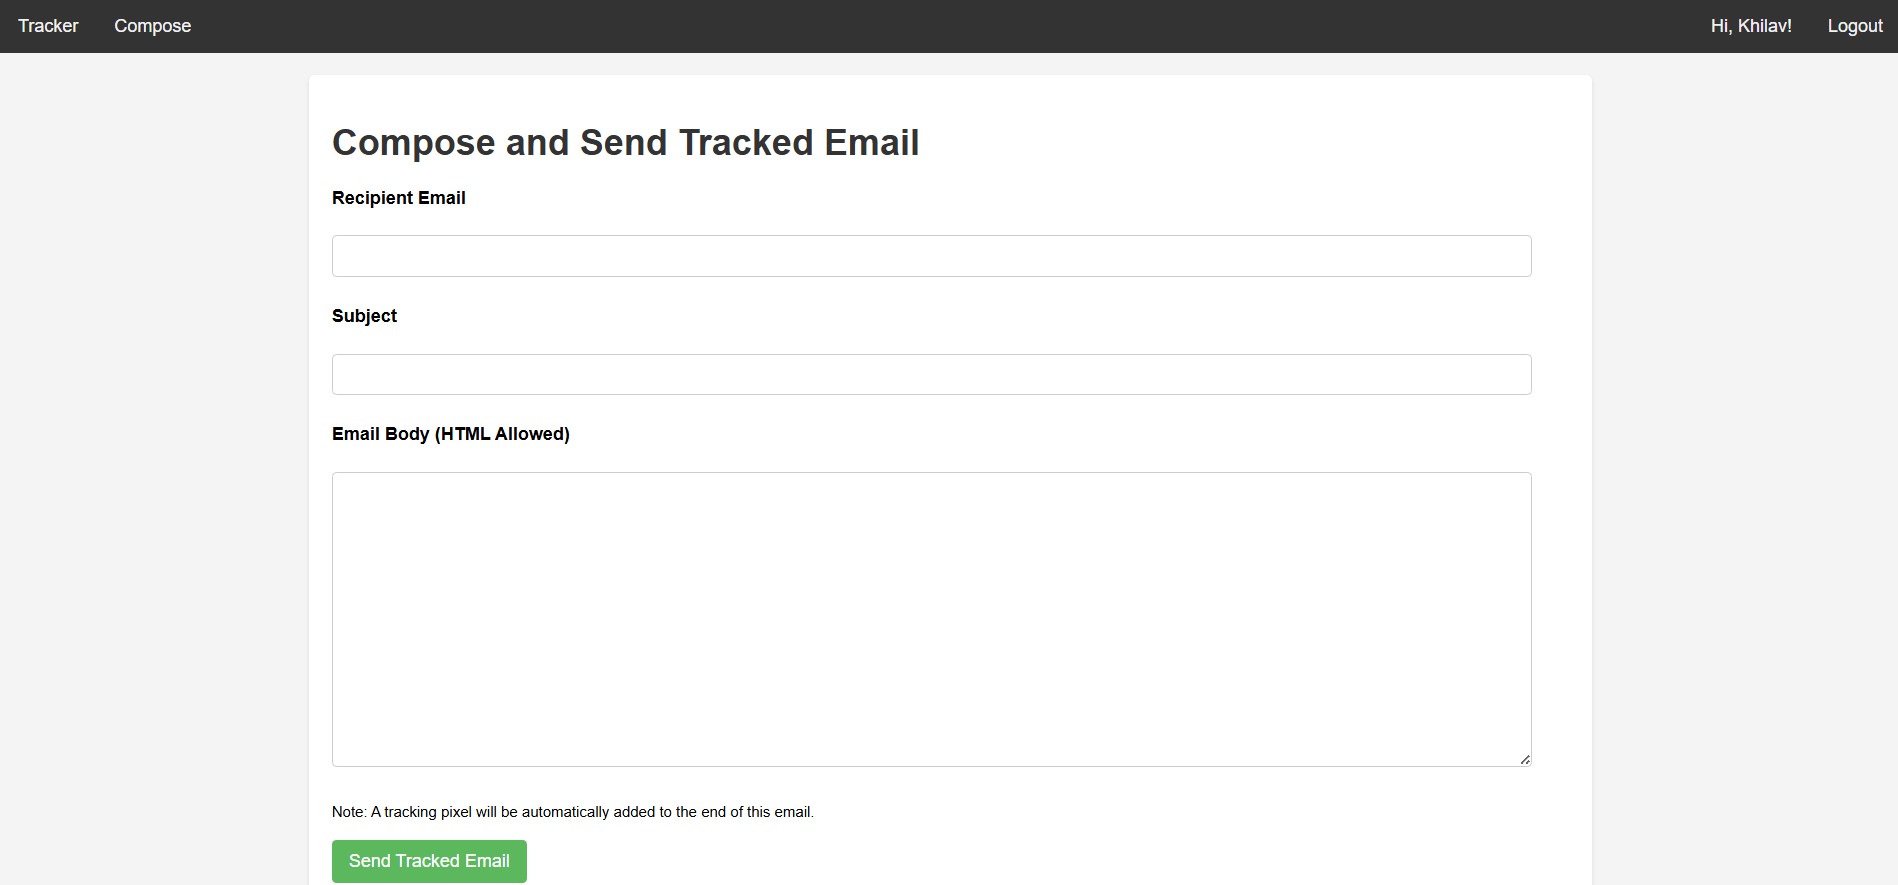 Tracker Compose Hi, Khilav! Logout
Compose and Send Tracked Email
Recipient Email
Subject
Email Body (HTML Allowed)
Note: A tracking pixel will be automatically added to the end of this email.
Send Tracked Email